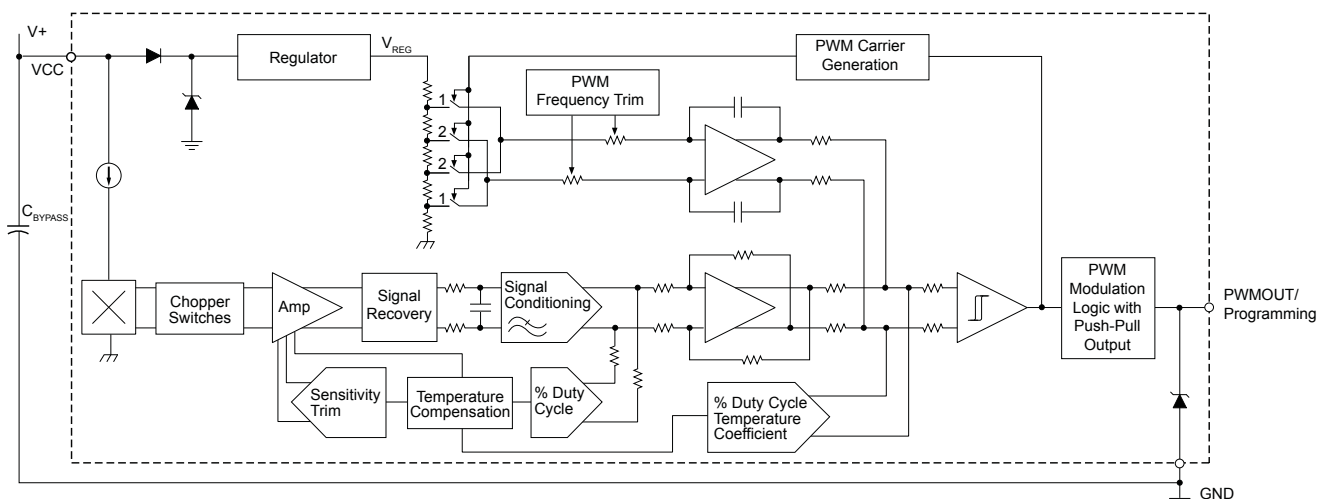 V+
VCC
Regulator
VREG
PWM Carrier
Generation
PWM
Frequency Trim
1
2
2
1
CBYPASS
Chopper
Switches
Amp
Signal
Recovery
Signal
Conditioning
PWM
Modulation
Logic with
Push-Pull
Output
PWMOUT/
Programming
Sensitivity
Trim
Temperature
Compensation
% Duty
Cycle
% Duty Cycle
Temperature
Coefficient
GND